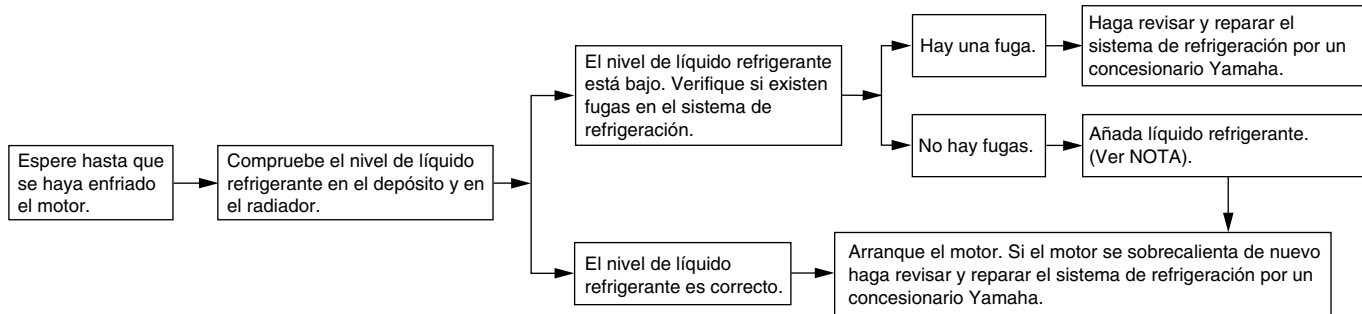 Espere hasta que
se haya enfriado
el motor.
Compruebe el nivel de líquido
refrigerante en el depósito y en
el radiador.
El nivel de líquido refrigerante
está bajo. Verifique si existen
fugas en el sistema de
refrigeración.
Hay una fuga.
Haga revisar y reparar el
sistema de refrigeración por un
concesionario Yamaha.
No hay fugas.
Añada líquido refrigerante.
(Ver NOTA).
El nivel de líquido
refrigerante es correcto.
Arranque el motor. Si el motor se sobrecalienta de nuevo
haga revisar y reparar el sistema de refrigeración por un
concesionario Yamaha.